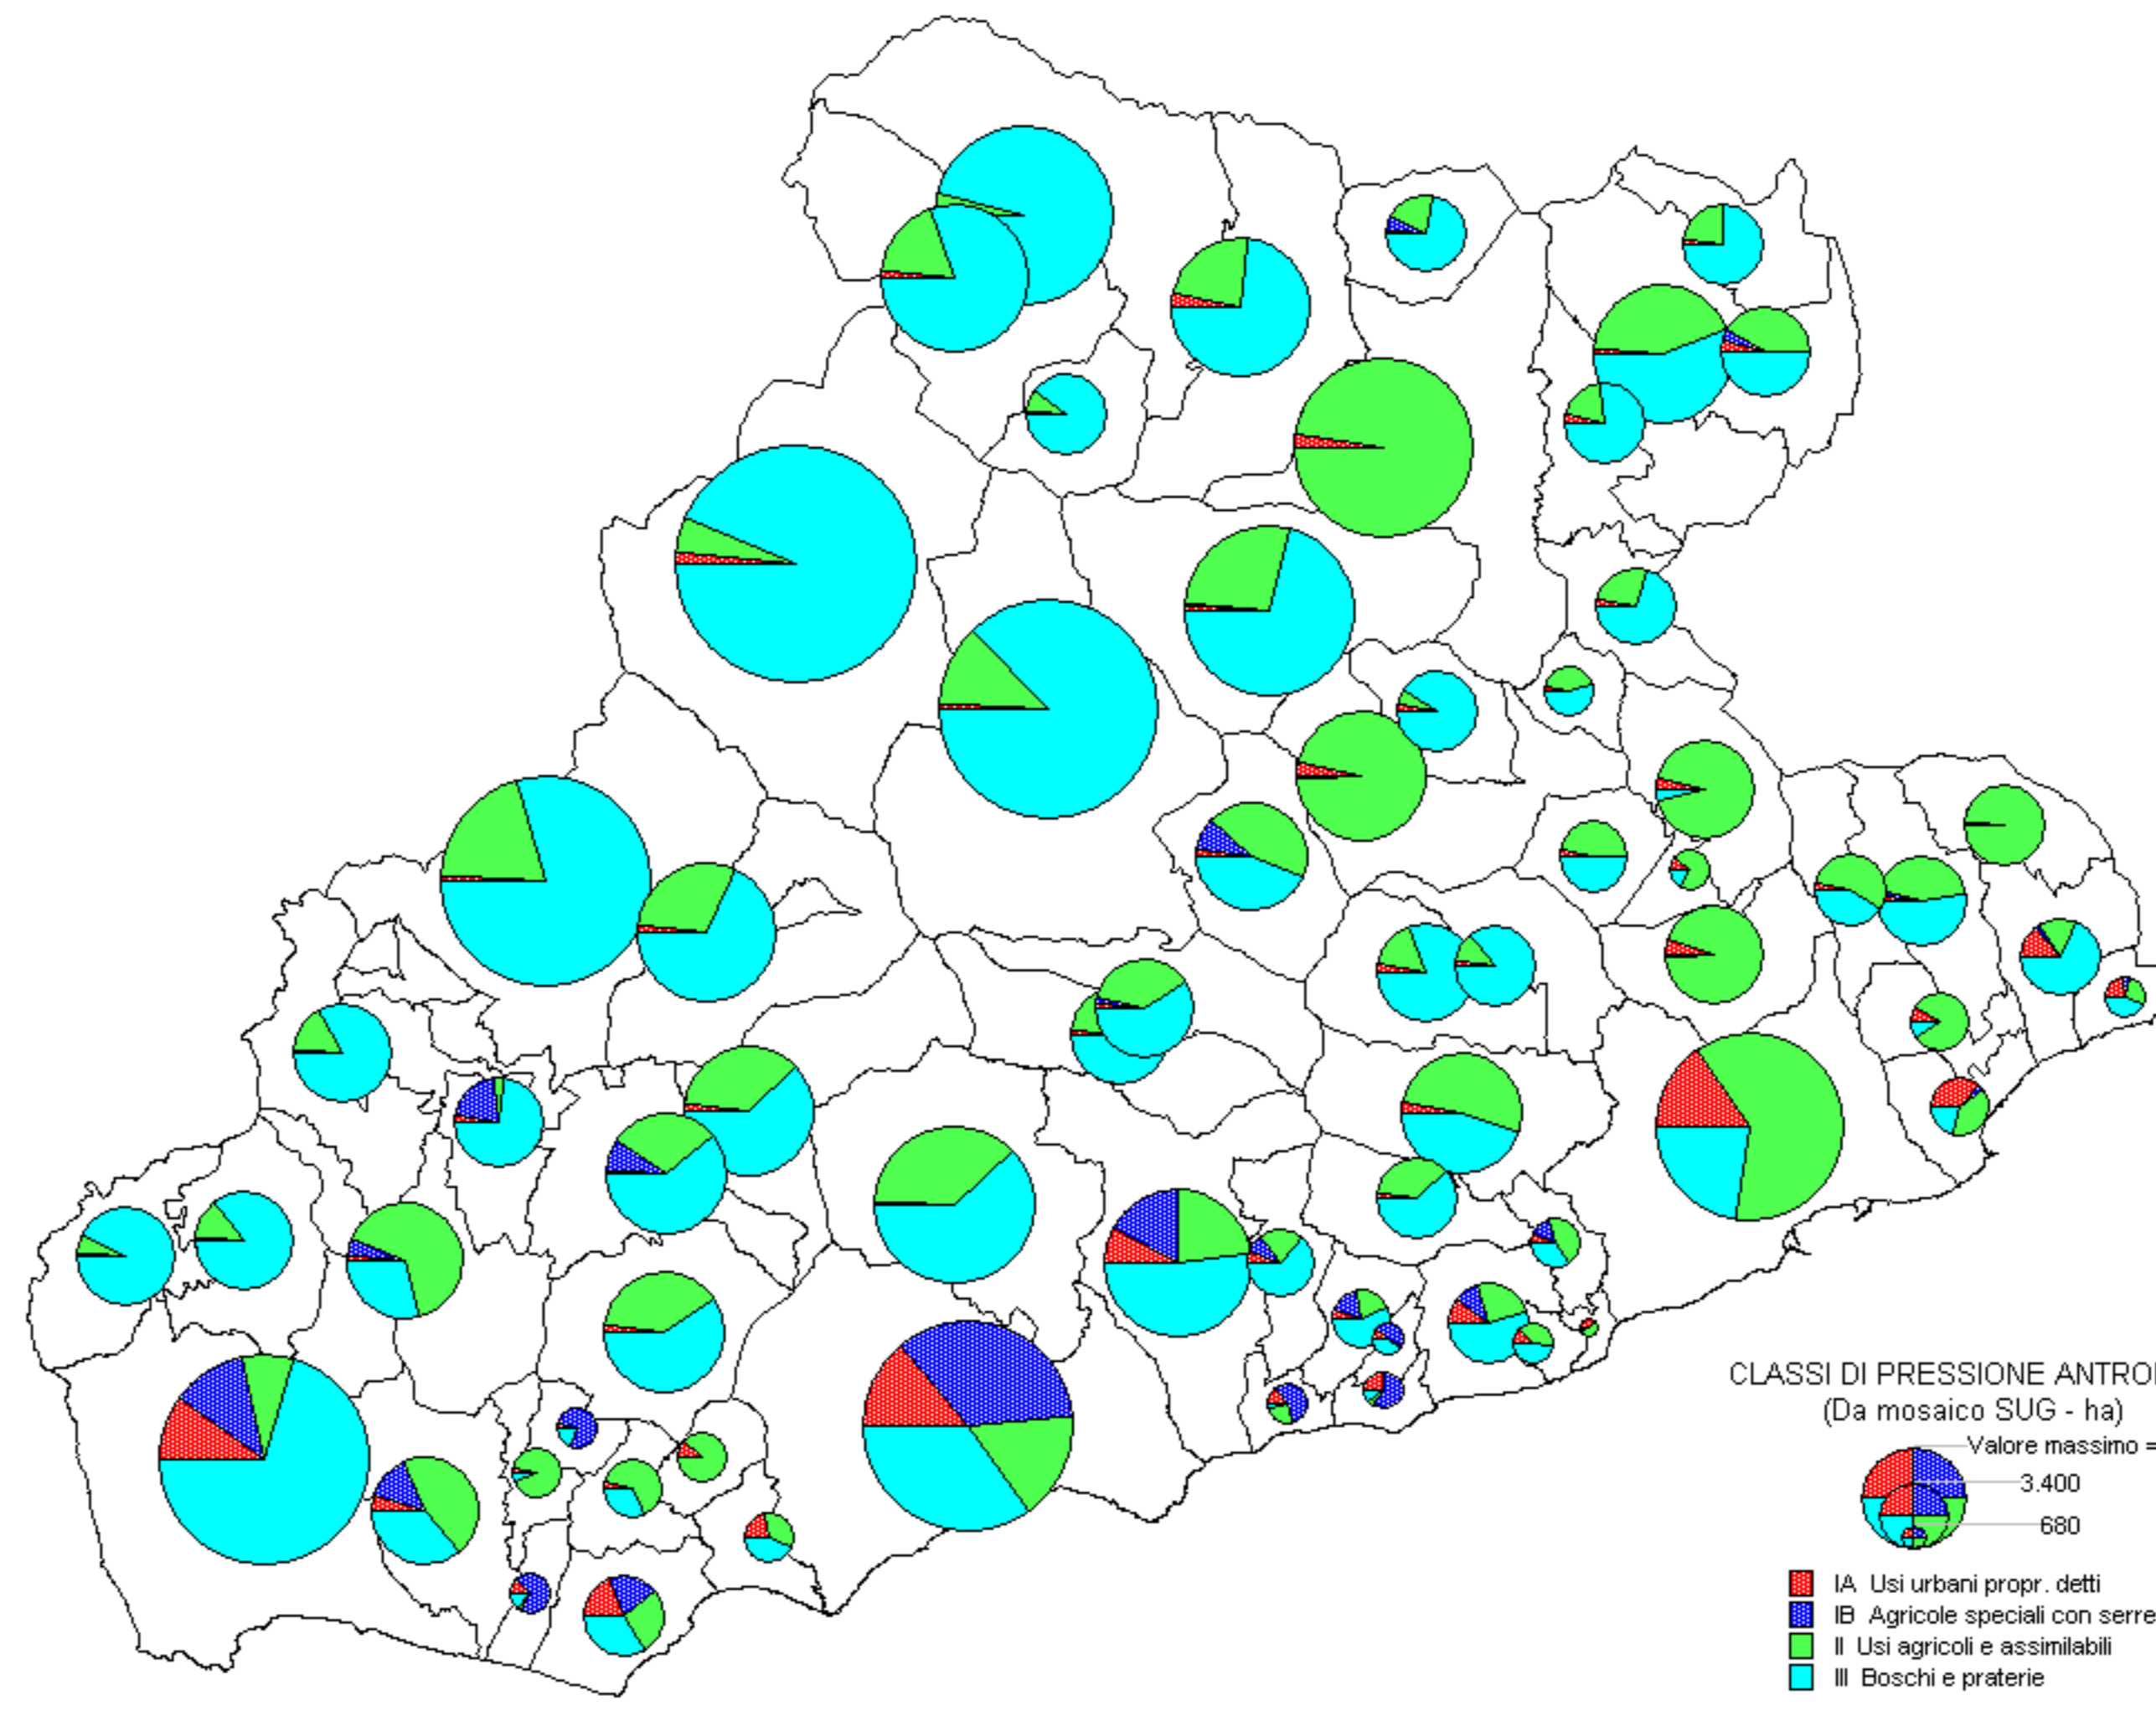 CLASSI DI PRESSIONE ANTRO
(Da mosaico SUG - ha)
Valore massimo =
3.400
680
IA Usi urbani propr. detti
IB Agricole speciali con serre
II Usi agricoli e assimilabili
III Boschi e praterie